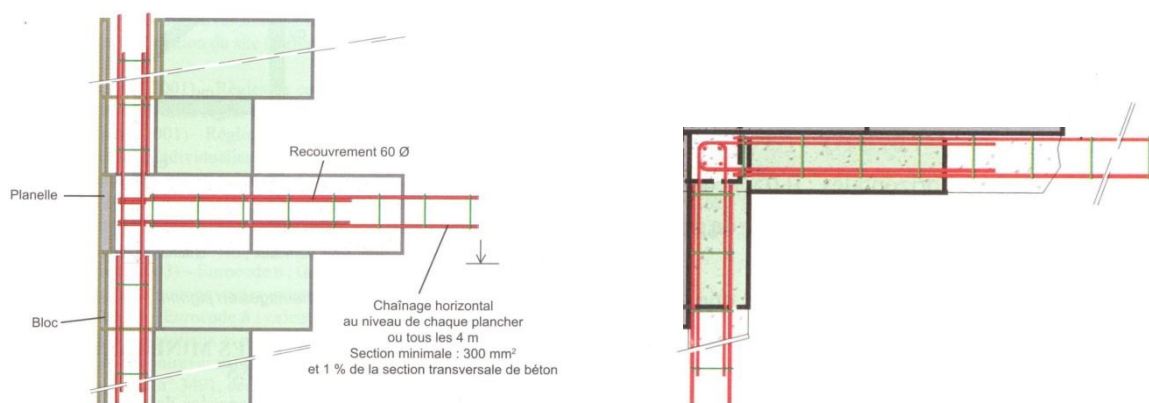 Recouvrement 60 Ø
Planelle
Bloc
Chaînage horizontal
au niveau de chaque plancher
ou tous les 4 m
Section minimale : 300 mm²
et 1 % de la section transversale de béton